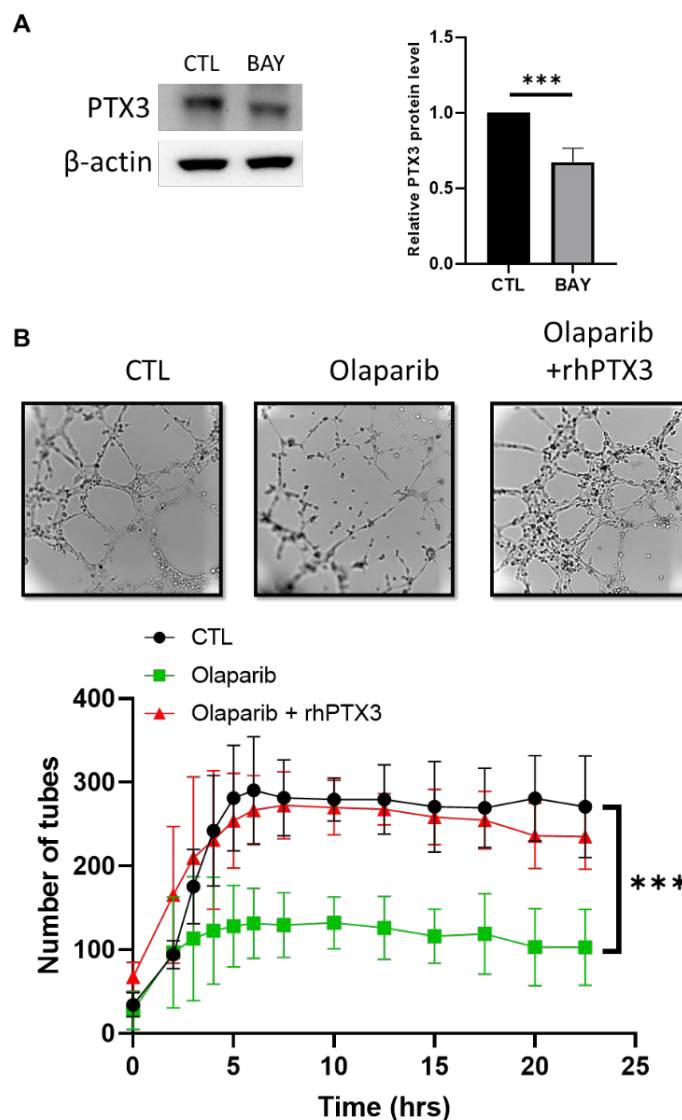 A
CTL BAY
PTX3
β-actin
Relative PTX3 protein level
1.5
1.0
0.5
0.0
***
CTL BAY
B
CTL
Olaparib
Olaparib
+rhPTX3
CTL
Olaparib
Olaparib + rhPTX3
Number of tubes
400
300
200
100
0
***
0 5 10 15 20 25
Time (hrs)